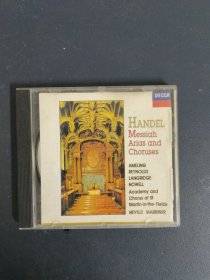 DECCA
HANDEL
Messiah
Arias and
Choruses
AMELING
REYNOLDS
LANGRIDGE
HOWELL
Academy and
Chorus of St
Martin-in-the-Fields
NEVILLE MARRINER